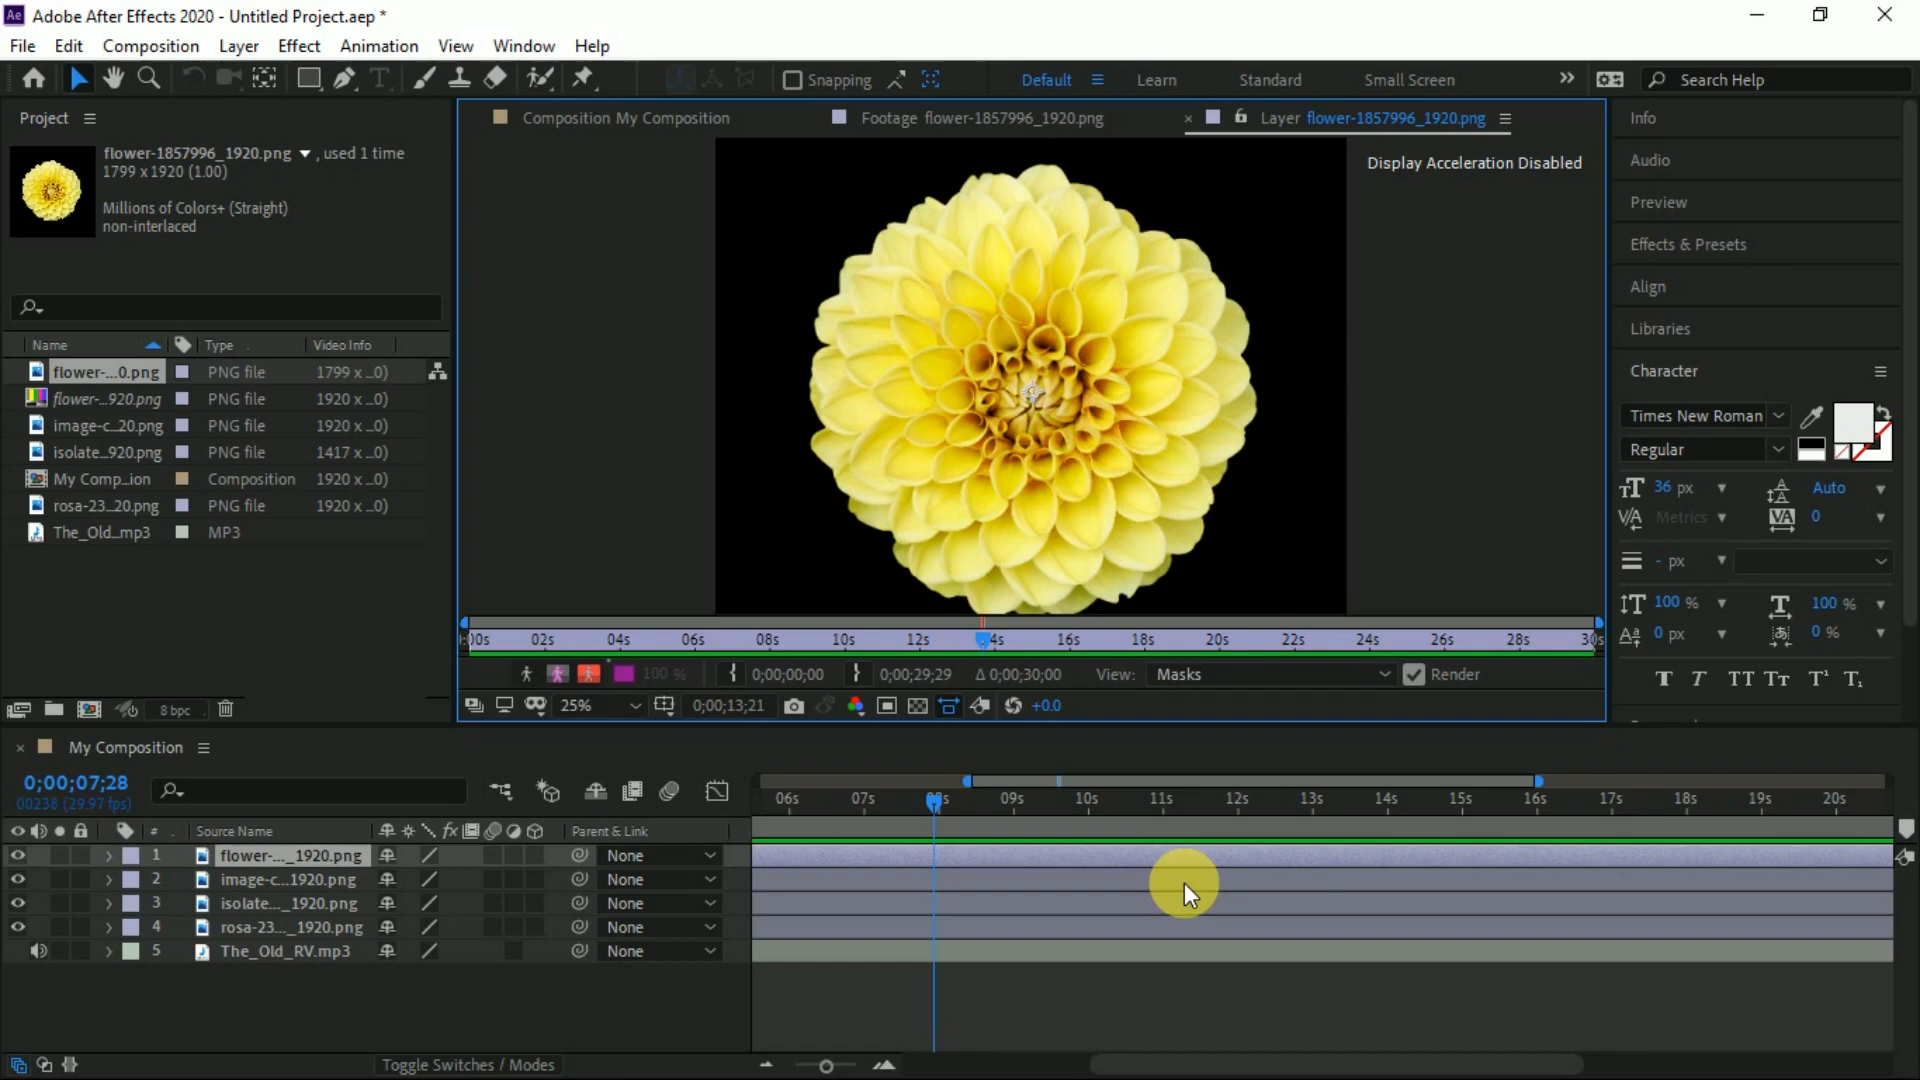 Adobe After Effects 2020 - Untitled Project.aep *
File Edit Composition Layer Effect Animation View Window Help
Snapping Default Learn Standard Small Screen Search Help
Project
flower-1857996_1920.png , used 1 time
1799 x 1920 (1.00)
Millions of Colors+ (Straight)
non-interlaced
Name Type Video Info
flower-...0.png PNG file 1799 x ...0)
flower-...920.png PNG file 1920 x ...0)
image-c...20.png PNG file 1920 x ...0)
isolate...920.png PNG file 1417 x ...0)
My Comp...ion Composition 1920 x ...0)
rosa-23...20.png PNG file 1920 x ...0)
The_Old...mp3 MP3
8 bpc
Composition My Composition Footage flower-1857996_1920.png Layer flower-1857996_1920.png
Display Acceleration Disabled
:00s 02s 04s 06s 08s 10s 12s 4s 16s 18s 20s 22s 24s 26s 28s 30s
100 % 0;00;00;00 0;00;29;29 Δ 0;00;30;00 View: Masks Render
25% 0;00;13;21 +0.0
Info
Audio
Preview
Effects & Presets
Align
Libraries
Character
Times New Roman
Regular
36 px Auto
Metrics 0
- px
100 % 100 %
0 px 0 %
T T TT Tt T¹ T₁
My Composition
0;00;07;28
00238 (29.97 fps)
06s 07s 08s 09s 10s 11s 12s 13s 14s 15s 16s 17s 18s 19s 20s
# Source Name Parent & Link
1 flower-..._1920.png None
2 image-c...1920.png None
3 isolate..._1920.png None
4 rosa-23..._1920.png None
5 The_Old_RV.mp3 None
Toggle Switches / Modes